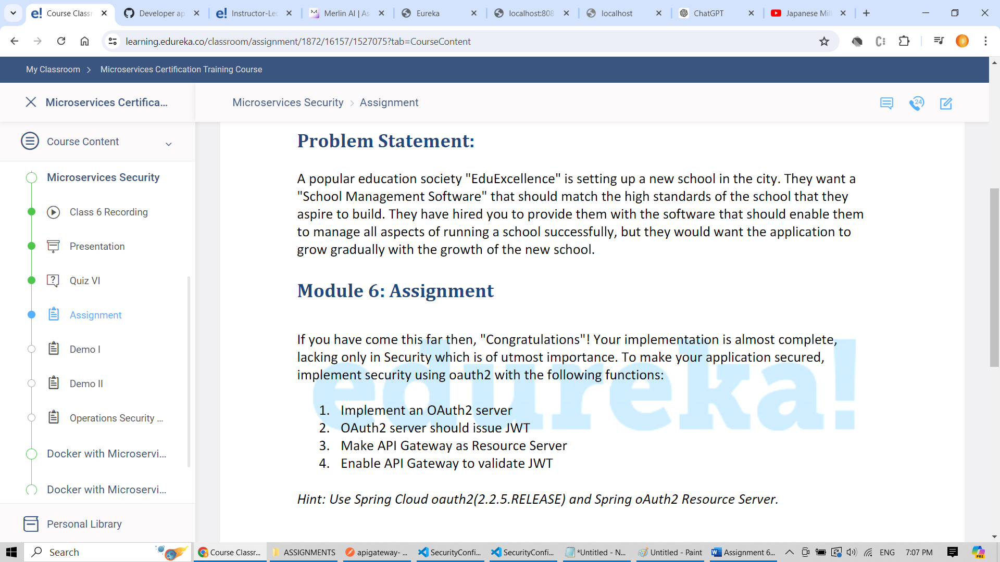 Course Classr
Developer ap
Instructor-Lec
Merlin AI | As
Eureka
localhost:808
localhost
ChatGPT
Japanese Mil
learning.edureka.co/classroom/assignment/1872/16157/1527075?tab=CourseContent
My Classroom
Microservices Certification Training Course
Microservices Certifica...
Microservices Security
Assignment
24
Course Content
Microservices Security
Class 6 Recording
Presentation
Quiz VI
Assignment
Demo I
Demo II
Operations Security ...
Docker with Microservi...
Docker with Microservi...
Personal Library
Problem Statement:
A popular education society "EduExcellence" is setting up a new school in the city. They want a
"School Management Software" that should match the high standards of the school that they
aspire to build. They have hired you to provide them with the software that should enable them
to manage all aspects of running a school successfully, but they would want the application to
grow gradually with the growth of the new school.
Module 6: Assignment
If you have come this far then, "Congratulations"! Your implementation is almost complete,
lacking only in Security which is of utmost importance. To make your application secured,
implement security using oauth2 with the following functions:
edureka!
1. Implement an OAuth2 server
2. OAuth2 server should issue JWT
3. Make API Gateway as Resource Server
4. Enable API Gateway to validate JWT
Hint: Use Spring Cloud oauth2(2.2.5.RELEASE) and Spring oAuth2 Resource Server.
Search
Course Classr...
ASSIGNMENTS
apigateway- ...
SecurityConfi...
SecurityConfi...
*Untitled - N...
Untitled - Paint
Assignment 6...
ENG
7:07 PM
PRE